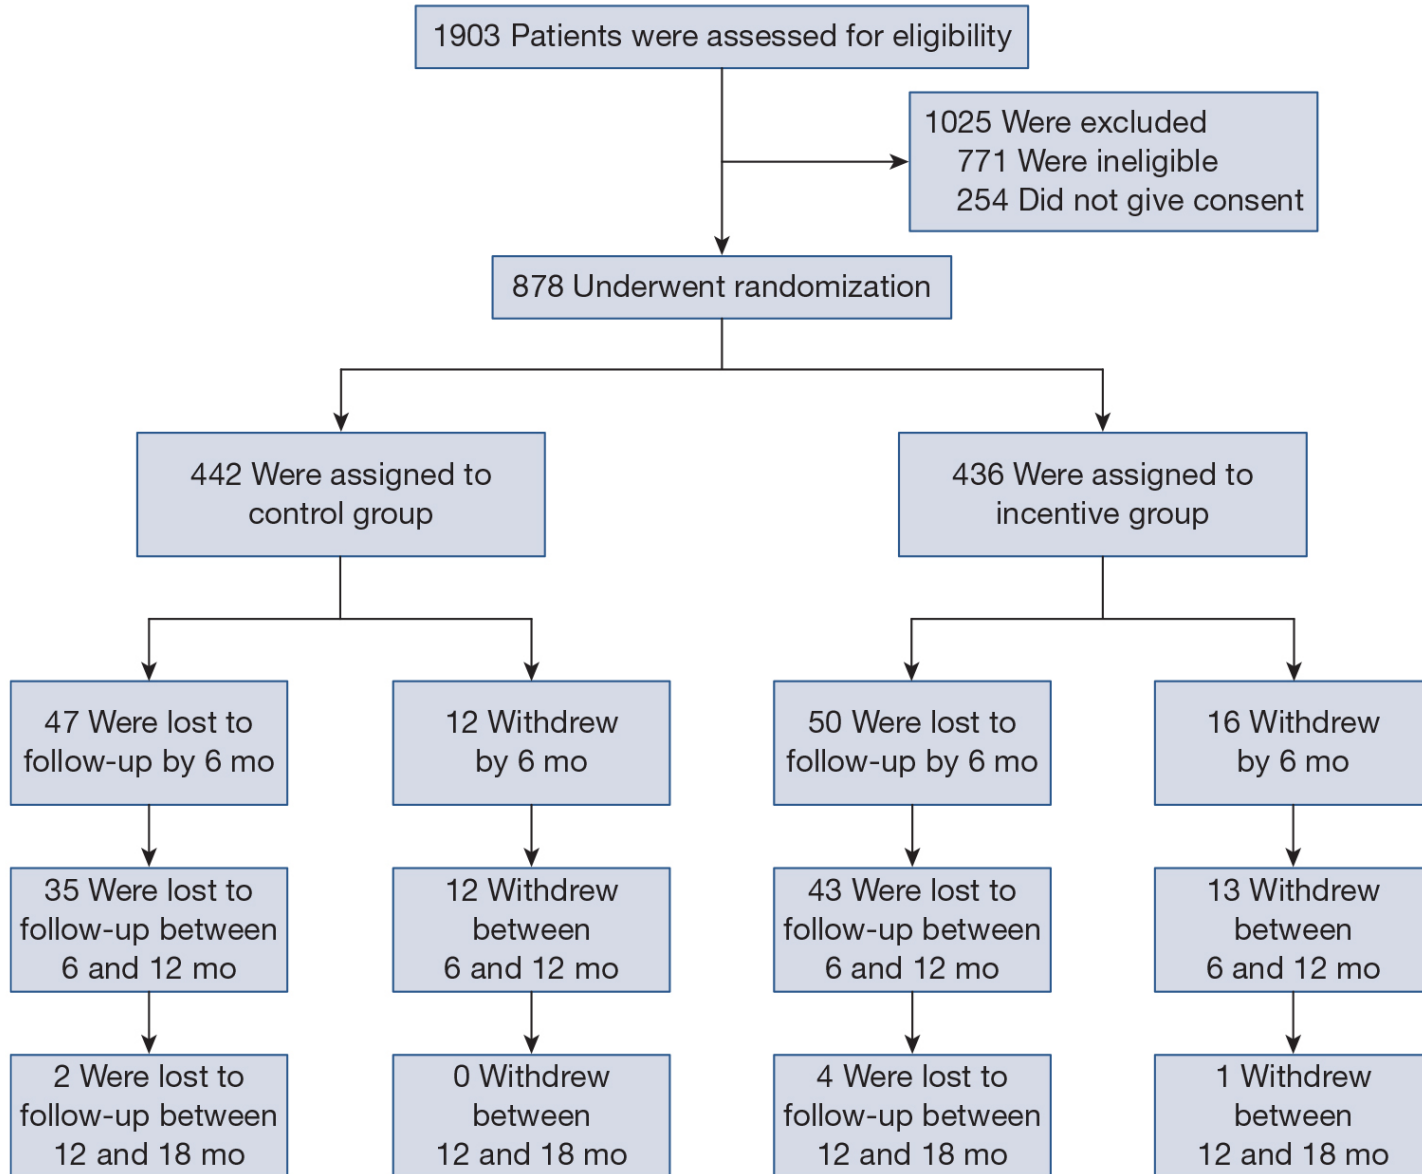 1903 Patients were assessed for eligibility
1025 Were excluded
771 Were ineligible
254 Did not give consent
878 Underwent randomization
442 Were assigned to
control group
436 Were assigned to
incentive group
47 Were lost to
follow-up by 6 mo
12 Withdrew
by 6 mo
50 Were lost to
follow-up by 6 mo
16 Withdrew
by 6 mo
35 Were lost to
follow-up between
6 and 12 mo
12 Withdrew
between
6 and 12 mo
43 Were lost to
follow-up between
6 and 12 mo
13 Withdrew
between
6 and 12 mo
2 Were lost to
follow-up between
12 and 18 mo
0 Withdrew
between
12 and 18 mo
4 Were lost to
follow-up between
12 and 18 mo
1 Withdrew
between
12 and 18 mo